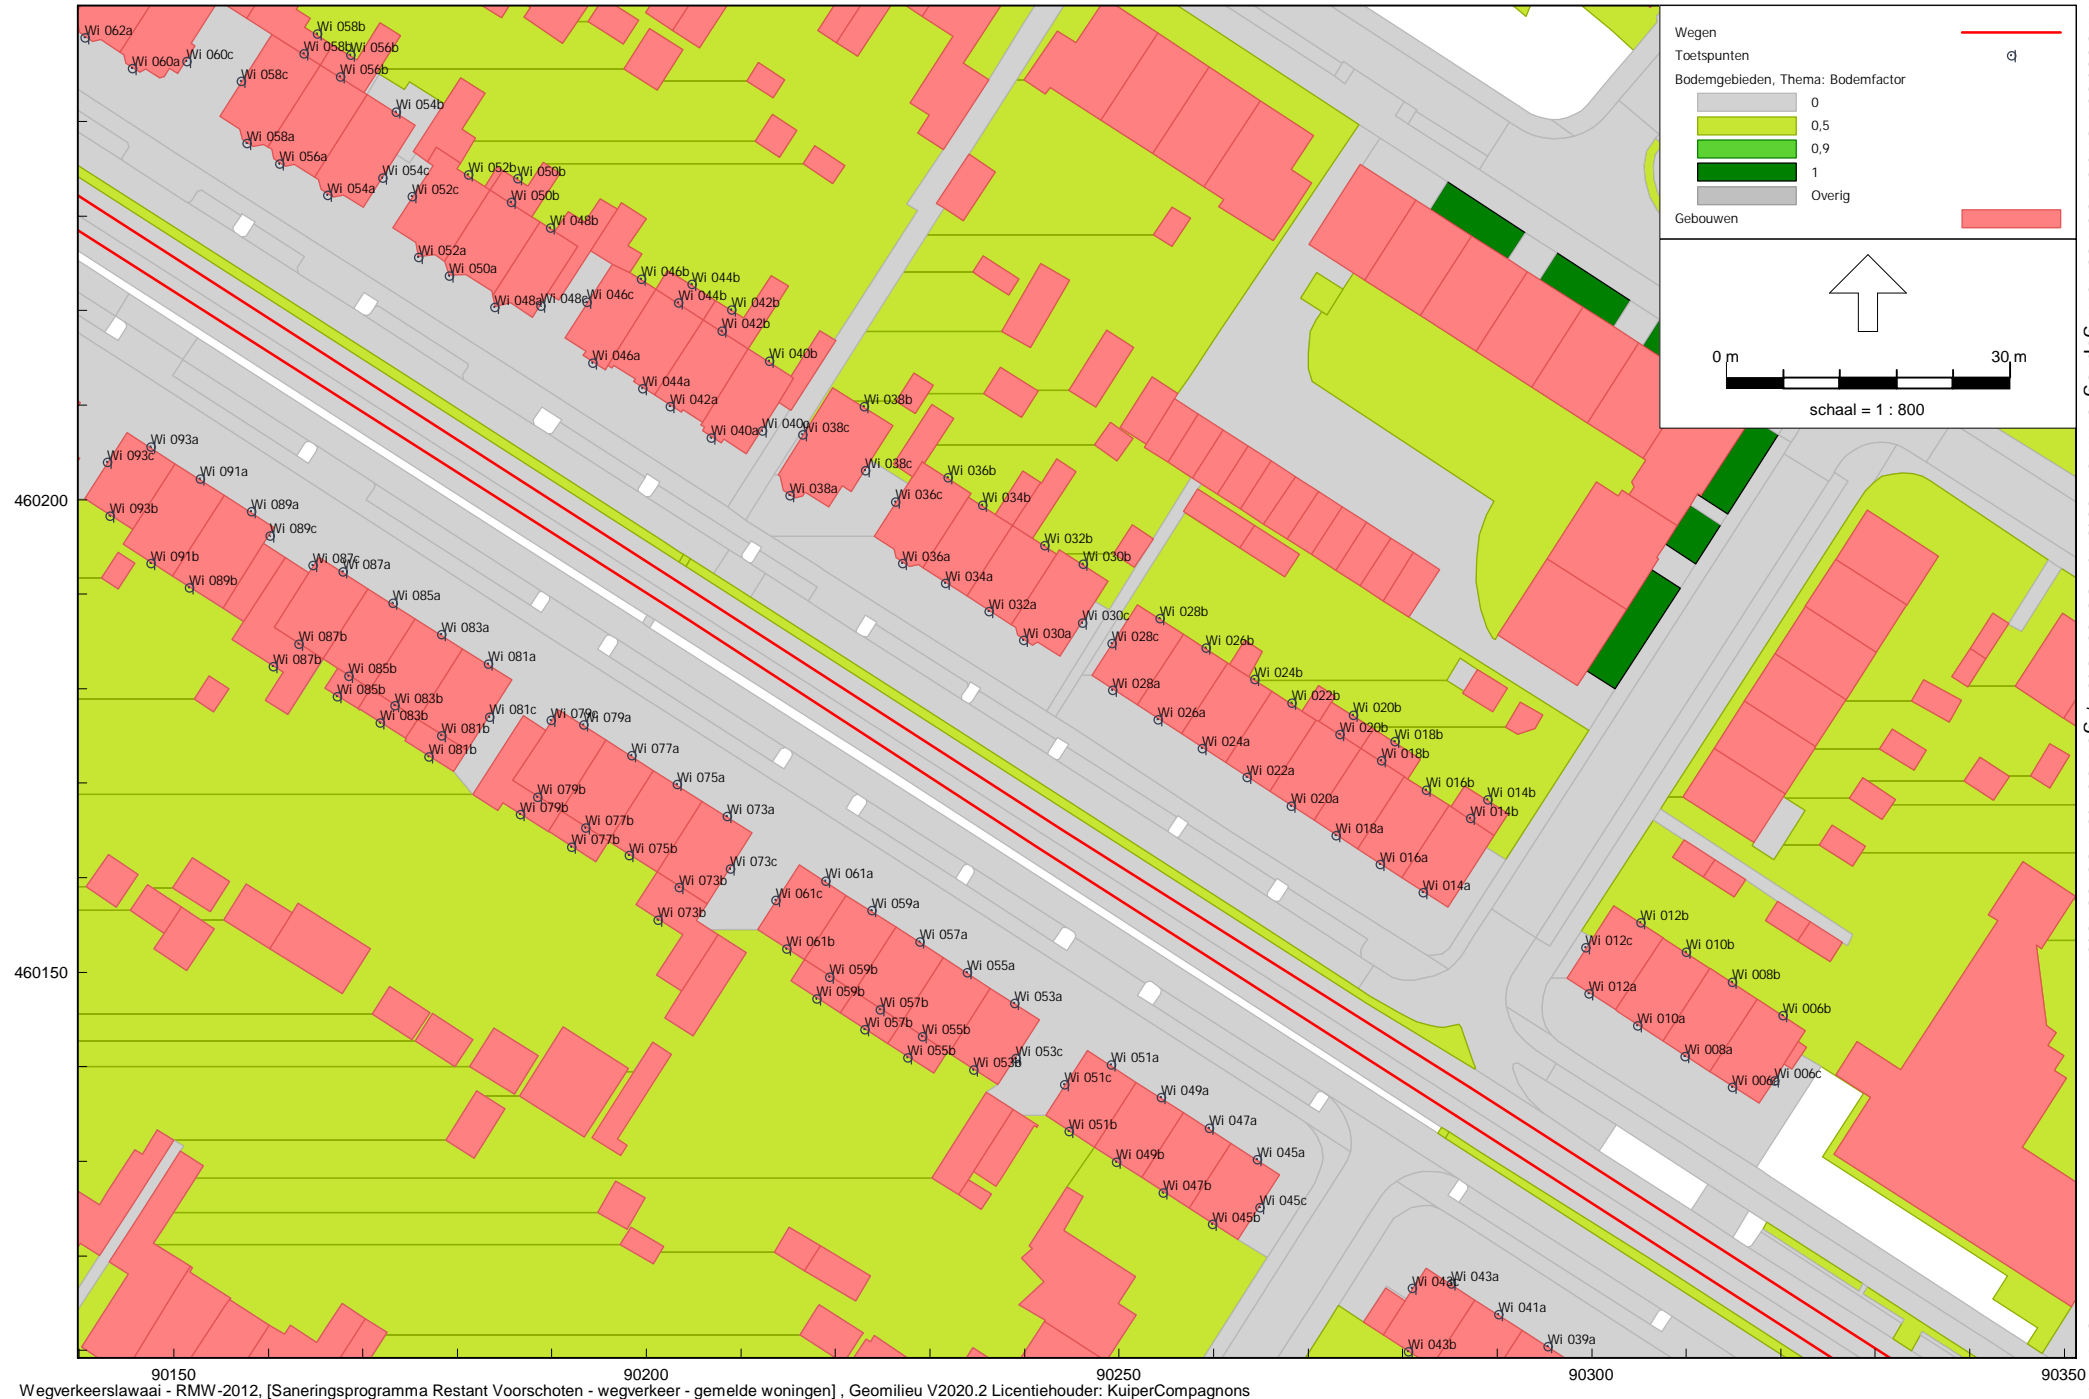 Wegen
Toetspunten
Bodemgebieden, Thema: Bodemfactor
0
0,5
0,9
1
Overig
Gebouwen
0 m 30 m
schaal = 1 : 800
Wi 062a
Wi 060a
Wi 060c
Wi 058b
Wi 058b
Wi 056b
Wi 056b
Wi 058c
Wi 054b
Wi 058a
Wi 056a
Wi 054a
Wi 054c
Wi 052c
Wi 052b
Wi 050b
Wi 050b
Wi 048b
Wi 052a
Wi 050a
Wi 048a
Wi 048c
Wi 046c
Wi 046b
Wi 044b
Wi 044b
Wi 042b
Wi 042b
Wi 040b
Wi 046a
Wi 044a
Wi 042a
Wi 040a
Wi 040c
Wi 038c
Wi 038b
Wi 038c
Wi 038a
Wi 036c
Wi 036b
Wi 034b
Wi 032b
Wi 030b
Wi 036a
Wi 034a
Wi 032a
Wi 030a
Wi 030c
Wi 028c
Wi 028b
Wi 026b
Wi 024b
Wi 022b
Wi 020b
Wi 020b
Wi 018b
Wi 018b
Wi 016b
Wi 014b
Wi 014b
Wi 028a
Wi 026a
Wi 024a
Wi 022a
Wi 020a
Wi 018a
Wi 016a
Wi 014a
Wi 012b
Wi 012c
Wi 010b
Wi 008b
Wi 006b
Wi 012a
Wi 010a
Wi 008a
Wi 006a
Wi 006c
Wi 093a
Wi 093c
Wi 091a
Wi 089a
Wi 089c
Wi 093b
Wi 091b
Wi 089b
Wi 087c
Wi 087a
Wi 085a
Wi 083a
Wi 081a
Wi 087b
Wi 087b
Wi 085b
Wi 085b
Wi 083b
Wi 083b
Wi 081b
Wi 081b
Wi 081c
Wi 079c
Wi 079a
Wi 077a
Wi 075a
Wi 073a
Wi 079b
Wi 079b
Wi 077b
Wi 077b
Wi 075b
Wi 073b
Wi 073b
Wi 073c
Wi 061a
Wi 061c
Wi 059a
Wi 057a
Wi 055a
Wi 053a
Wi 061b
Wi 059b
Wi 059b
Wi 057b
Wi 057b
Wi 055b
Wi 055b
Wi 053b
Wi 053c
Wi 051a
Wi 051c
Wi 049a
Wi 047a
Wi 045a
Wi 051b
Wi 049b
Wi 047b
Wi 045b
Wi 045c
Wi 043c
Wi 043a
Wi 041a
Wi 039a
Wi 043b
460200
460150
90150 90200 90250 90300 90350
Wegverkeerslawaai - RMW-2012, [Saneringsprogramma Restant Voorschoten - wegverkeer - gemelde woningen] , Geomilieu V2020.2 Licentiehouder: KuiperCompagnons